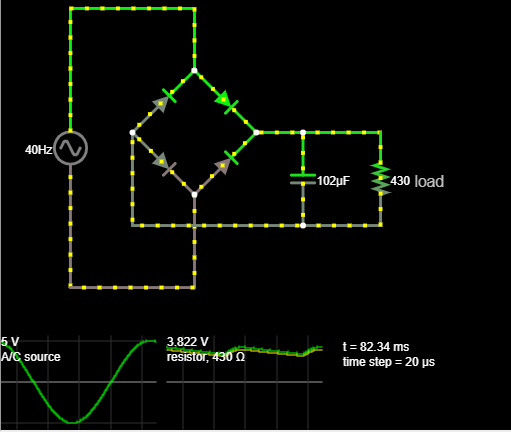 40Hz
102µF
430 load
5 V
A/C source
3.822 V
resistor, 430 Ω
t = 82.34 ms
time step = 20 µs